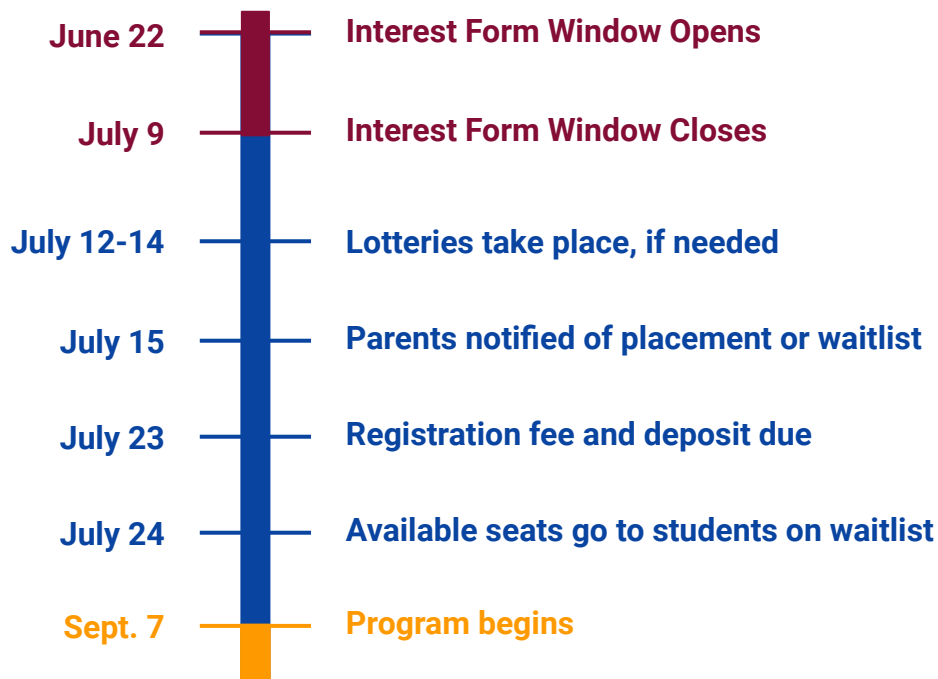 June 22 Interest Form Window Opens
July 9 Interest Form Window Closes
July 12-14 Lotteries take place, if needed
July 15 Parents notified of placement or waitlist
July 23 Registration fee and deposit due
July 24 Available seats go to students on waitlist
Sept. 7 Program begins